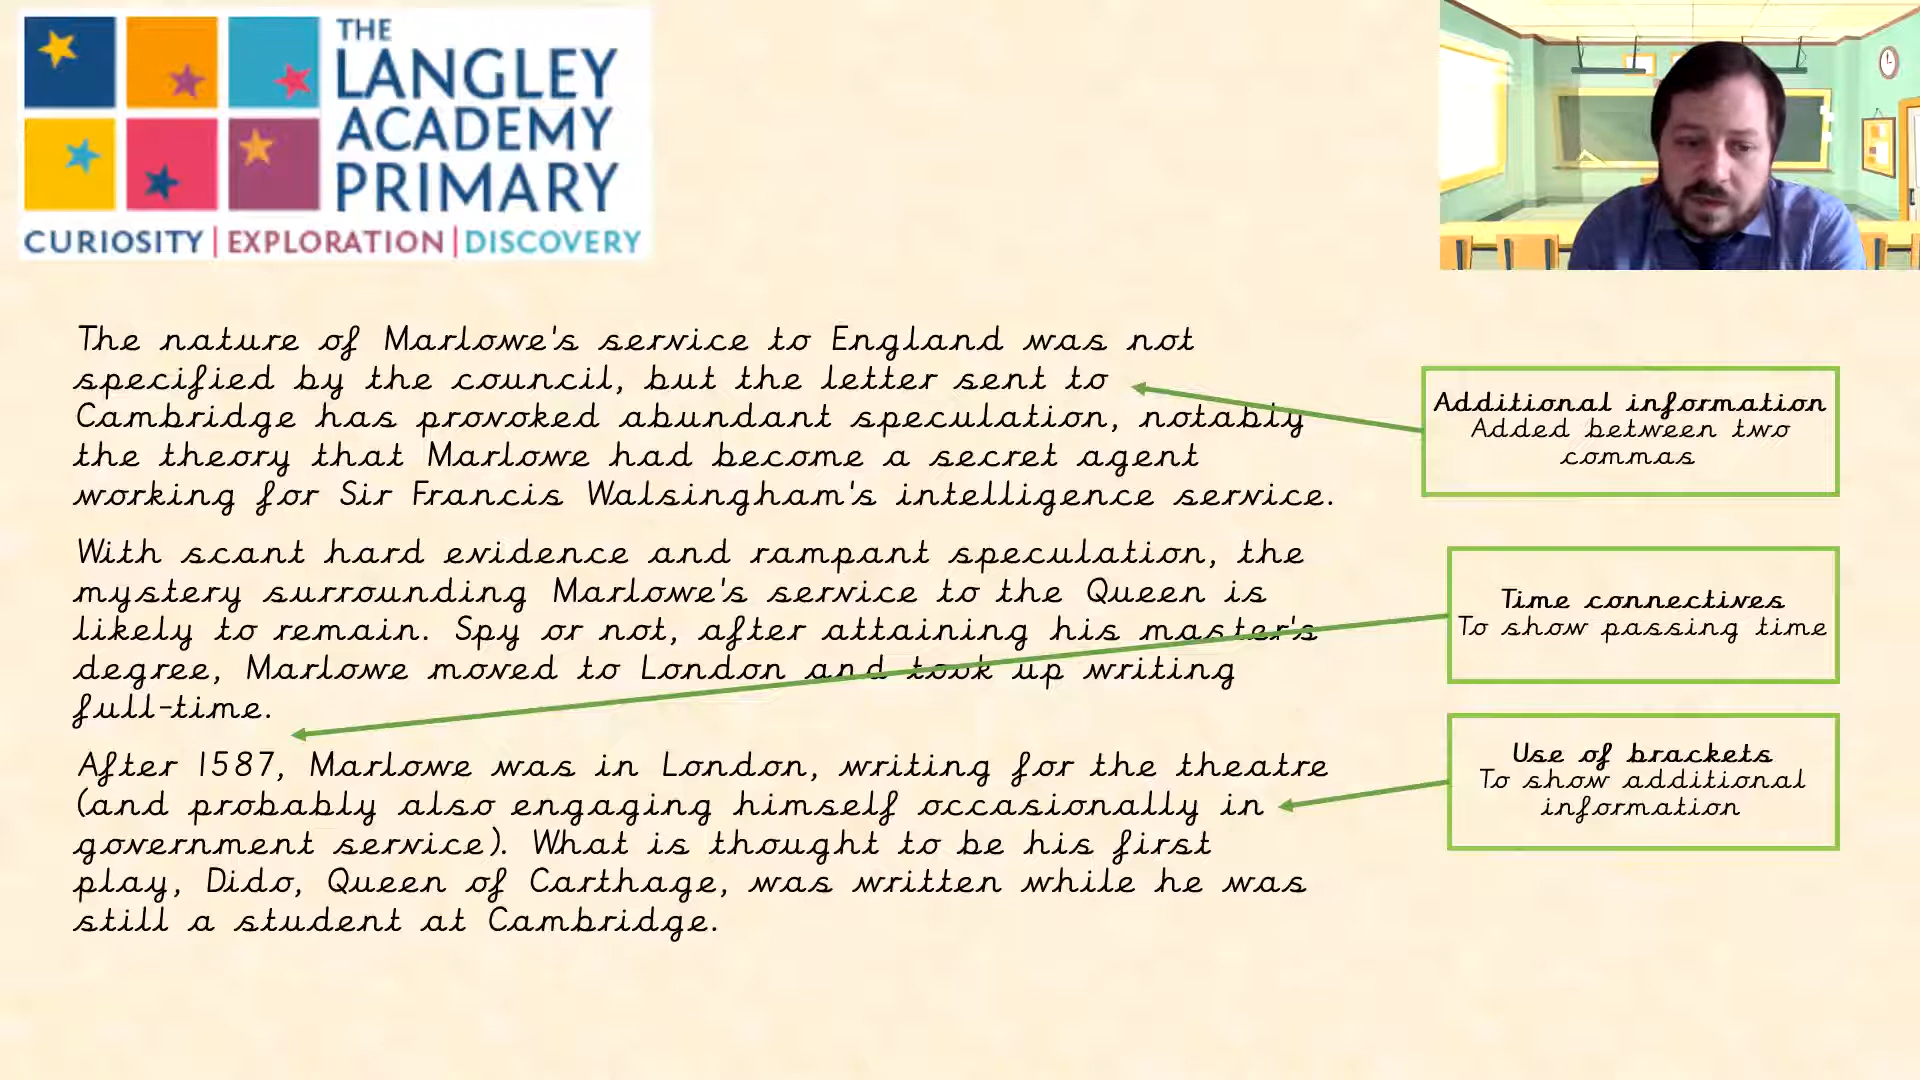 THE
LANGLEY
ACADEMY
PRIMARY
CURIOSITY | EXPLORATION | DISCOVERY
The nature of Marlowe's service to England was not
specified by the council, but the letter sent to
Cambridge has provoked abundant speculation, notably
the theory that Marlowe had become a secret agent
working for Sir Francis Walsingham's intelligence service.
With scant hard evidence and rampant speculation, the
mystery surrounding Marlowe's service to the Queen is
likely to remain. Spy or not, after attaining his master's
degree, Marlowe moved to London and took up writing
full-time.
After 1587, Marlowe was in London, writing for the theatre
(and probably also engaging himself occasionally in
government service). What is thought to be his first
play, Dido, Queen of Carthage, was written while he was
still a student at Cambridge.
Additional information
Added between two
commas
Time connectives
To show passing time
Use of brackets
To show additional
information